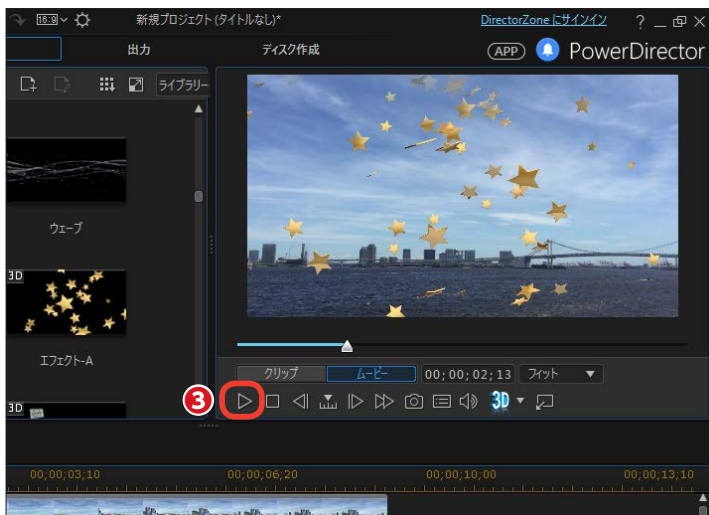 16:9 新規プロジェクト (タイトルなし)* DirectorZone にサインイン ?
出力 ディスク作成 APP PowerDirector
ライブラリー
ウェーブ
3D
エフェクト-A
3D
クリップ ムービー 00;00;02;13 フィット
3 3D
00;00;03;10 00;00;06;20 00;00;10;00 00;00;13;10